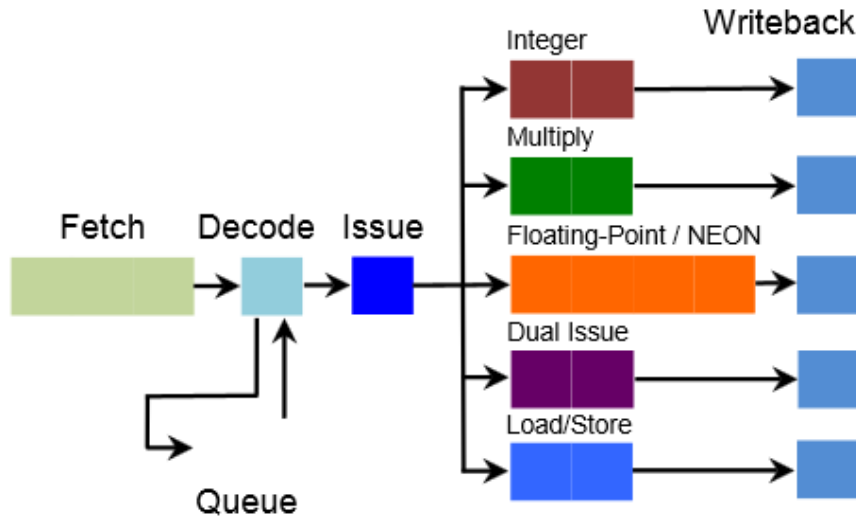 Writeback
Integer
Multiply
Fetch
Decode
Issue
Floating-Point / NEON
Dual Issue
Load/Store
Queue